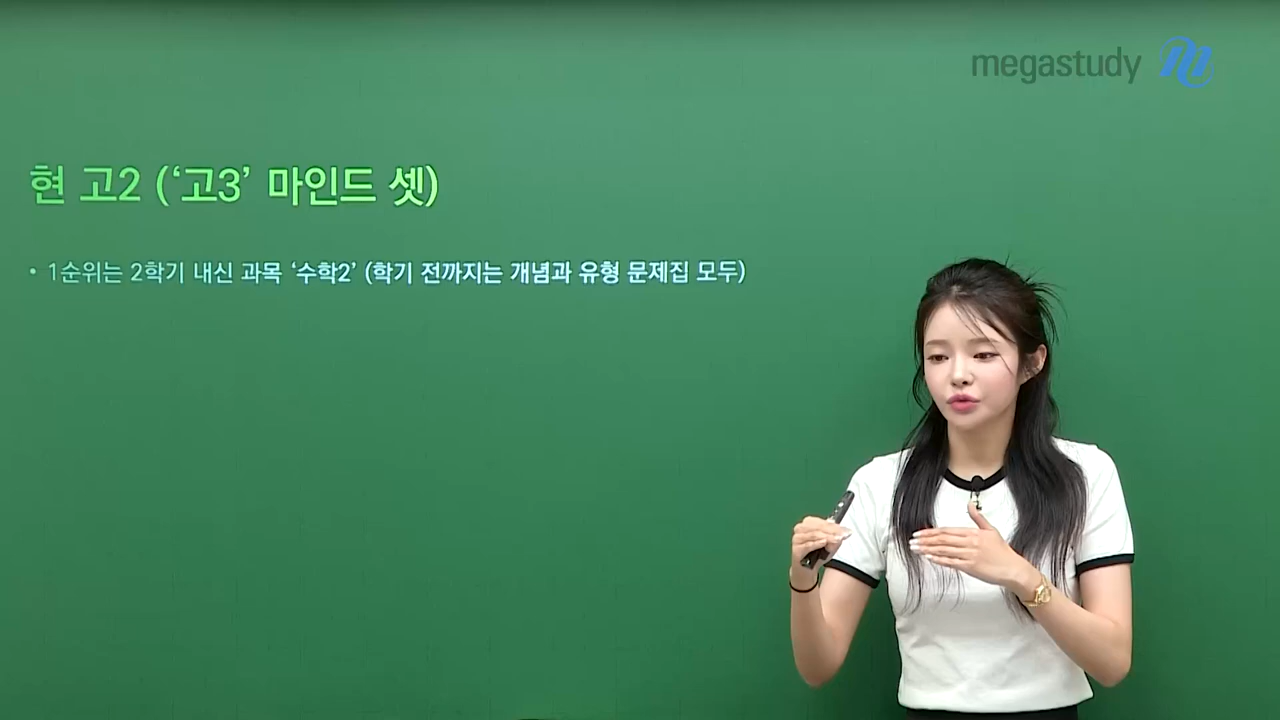 megastudy
현 고2 (‘고3’ 마인드 셋)
• 1순위는 2학기 내신 과목 ‘수학2’ (학기 전까지는 개념과 유형 문제집 모두)